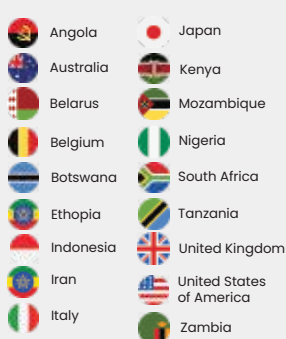 Angola
Australia
Belarus
Belgium
Botswana
Ethopia
Indonesia
Iran
Italy
Japan
Kenya
Mozambique
Nigeria
South Africa
Tanzania
United Kingdom
United States
of America
Zambia